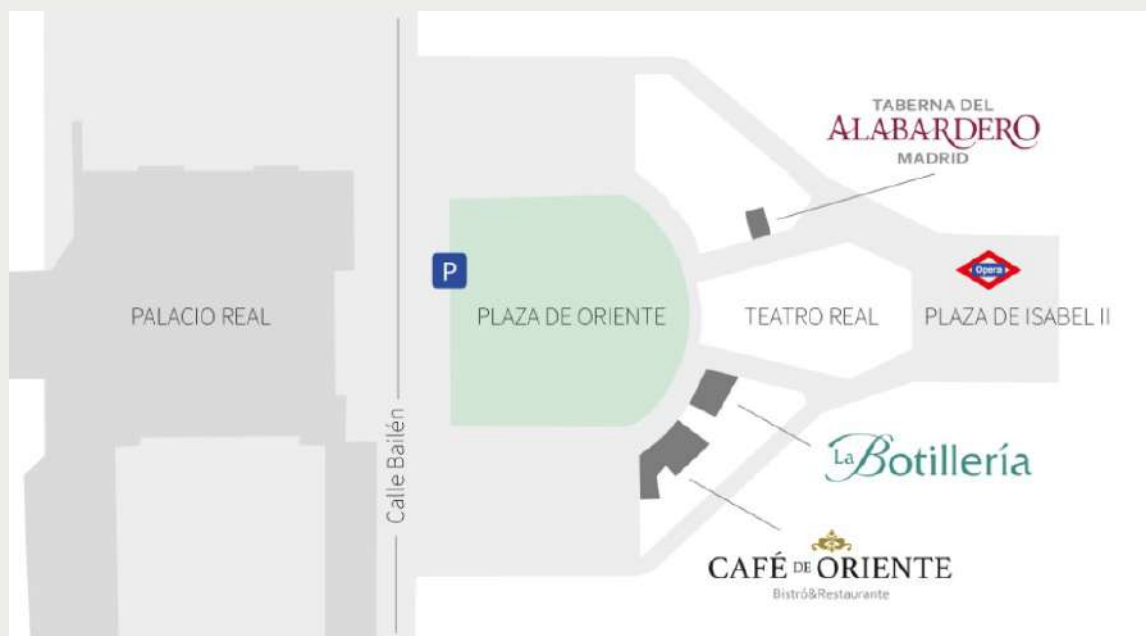 TABERNA DEL
ALABARDERO
MADRID
Opera
P
PALACIO REAL
PLAZA DE ORIENTE
TEATRO REAL
PLAZA DE ISABEL II
Calle Bailén
La Botillería
CAFÉ DE ORIENTE
Bistró&Restaurante